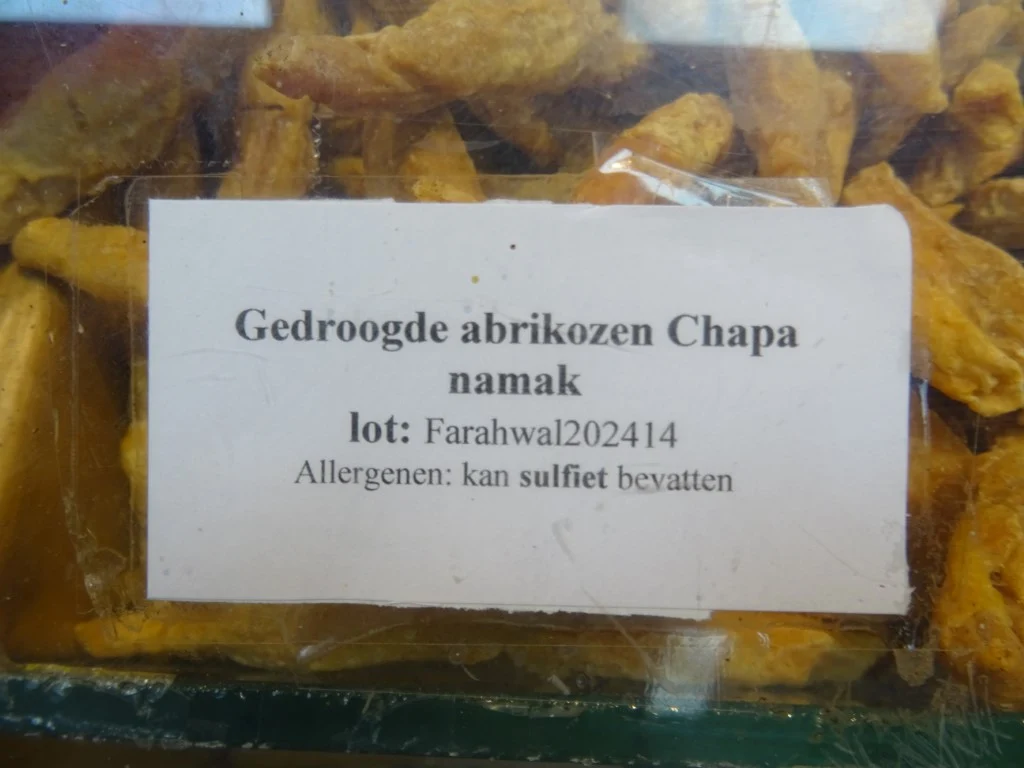 Gedroogde abrikozen Chapa
namak
lot: Farahwal202414
Allergenen: kan sulfiet bevatten